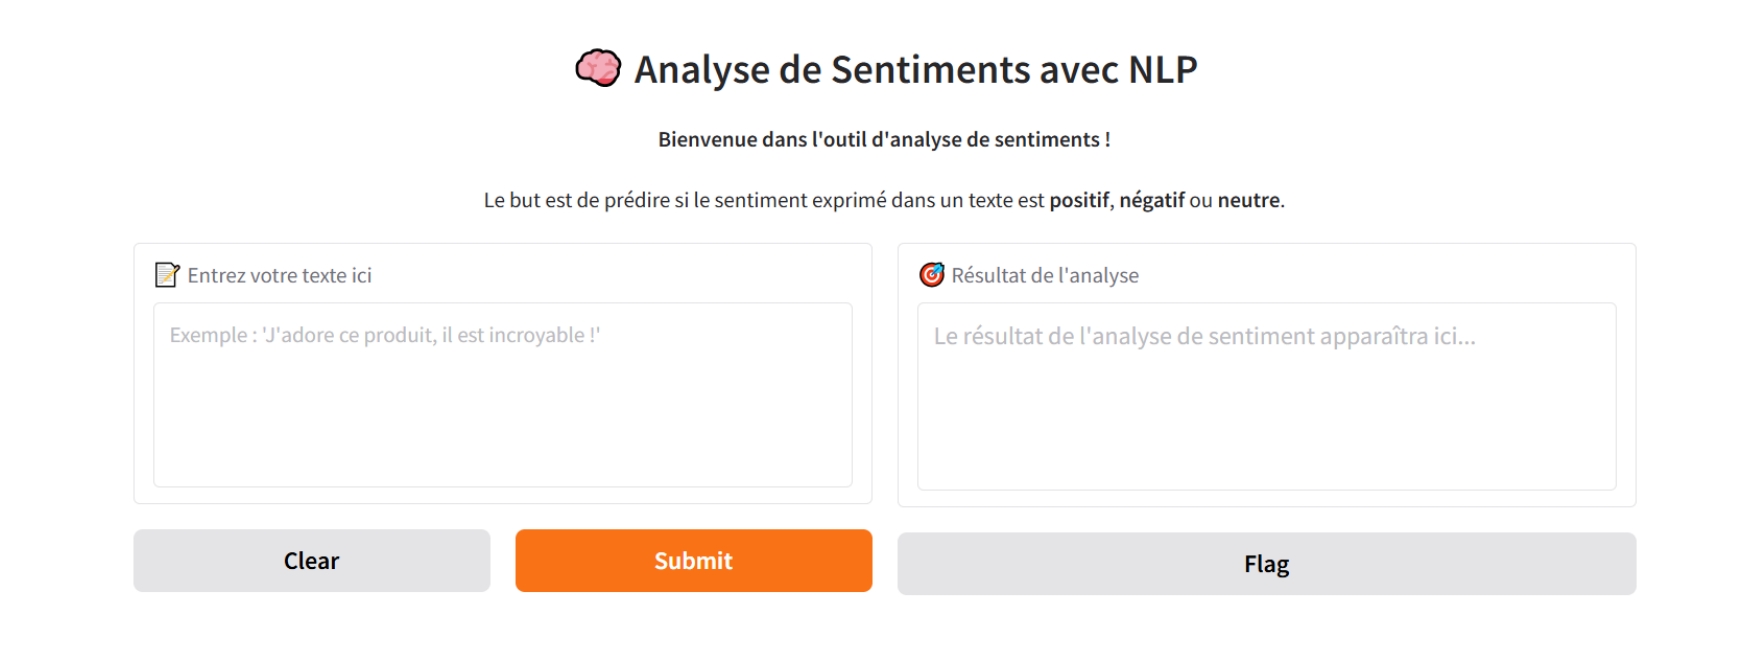 🧠 Analyse de Sentiments avec NLP
Bienvenue dans l'outil d'analyse de sentiments !
Le but est de prédire si le sentiment exprimé dans un texte est positif, négatif ou neutre.
📝 Entrez votre texte ici
Exemple : 'J'adore ce produit, il est incroyable !'
Clear
Submit
🎯 Résultat de l'analyse
Le résultat de l'analyse de sentiment apparaîtra ici...
Flag